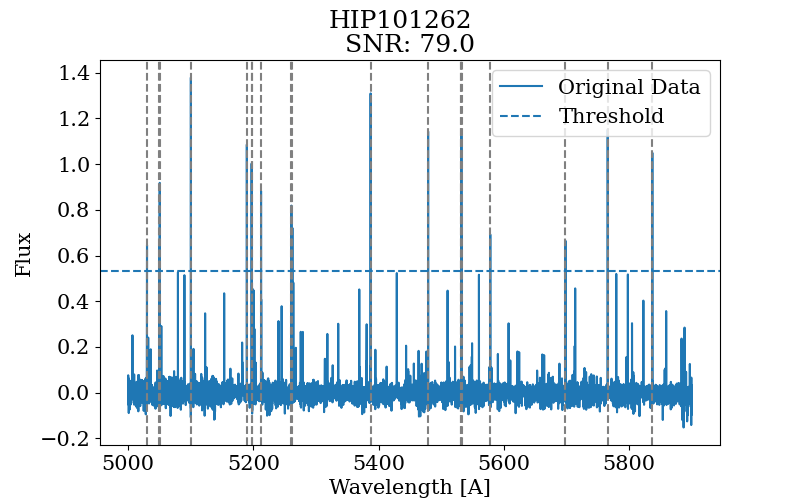 HIP101262
SNR: 79.0
Original Data
Threshold
Flux
1.4
1.2
1.0
0.8
0.6
0.4
0.2
0.0
−0.2
5000 5200 5400 5600 5800
Wavelength [A]